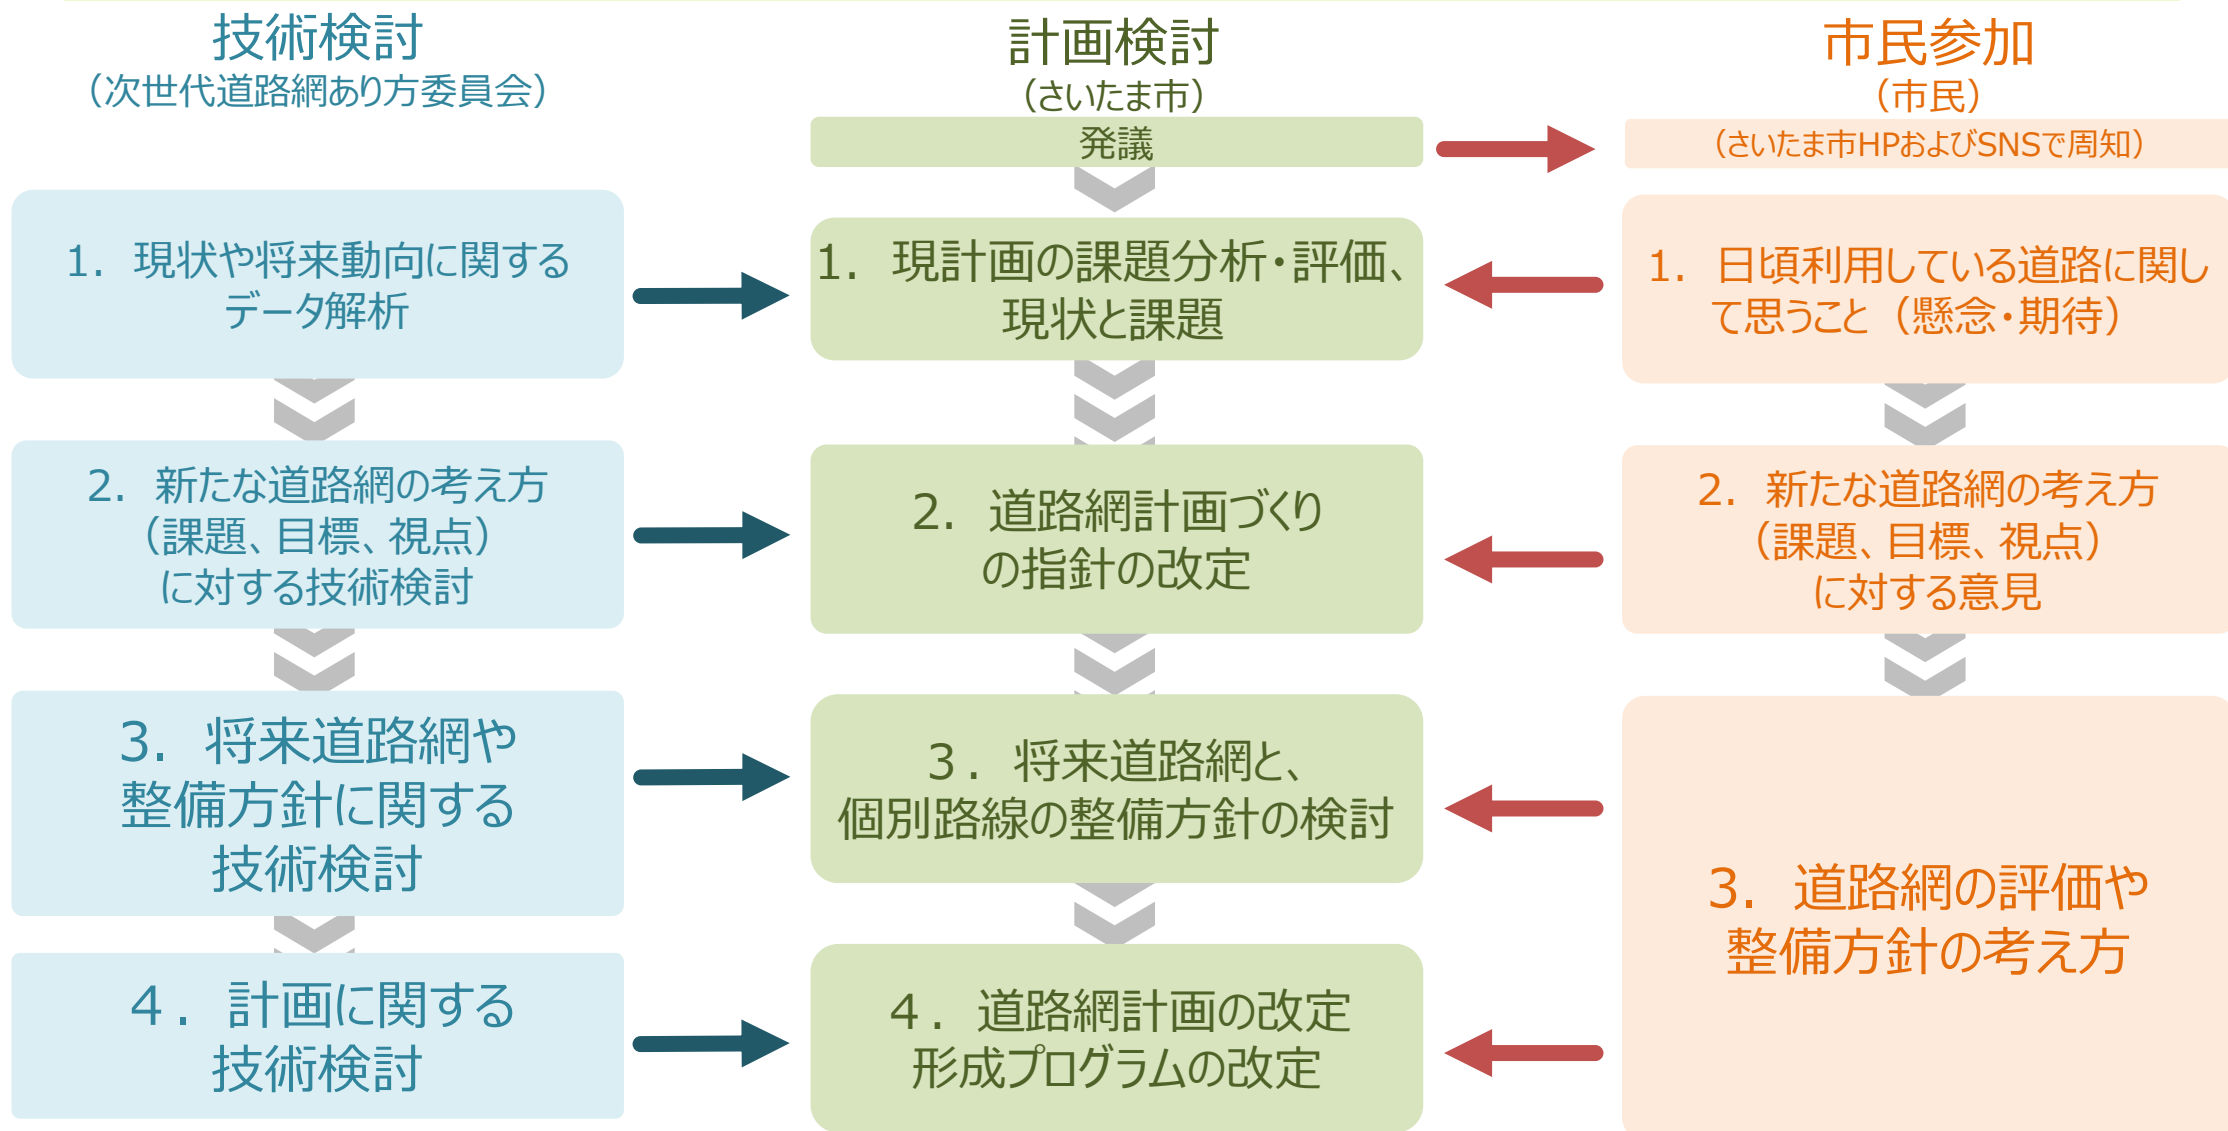 技術検討
（次世代道路網あり方委員会）
1. 現状や将来動向に関する
データ解析
2. 新たな道路網の考え方
（課題、目標、視点）
に対する技術検討
3. 将来道路網や
整備方針に関する
技術検討
４. 計画に関する
技術検討
計画検討
（さいたま市）
発議
1. 現計画の課題分析・評価、
現状と課題
2. 道路網計画づくり
の指針の改定
３. 将来道路網と、
個別路線の整備方針の検討
４. 道路網計画の改定
形成プログラムの改定
市民参加
（市民）
（さいたま市HPおよびSNSで周知）
1. 日頃利用している道路に関し
て思うこと（懸念・期待）
2. 新たな道路網の考え方
（課題、目標、視点）
に対する意見
3. 道路網の評価や
整備方針の考え方